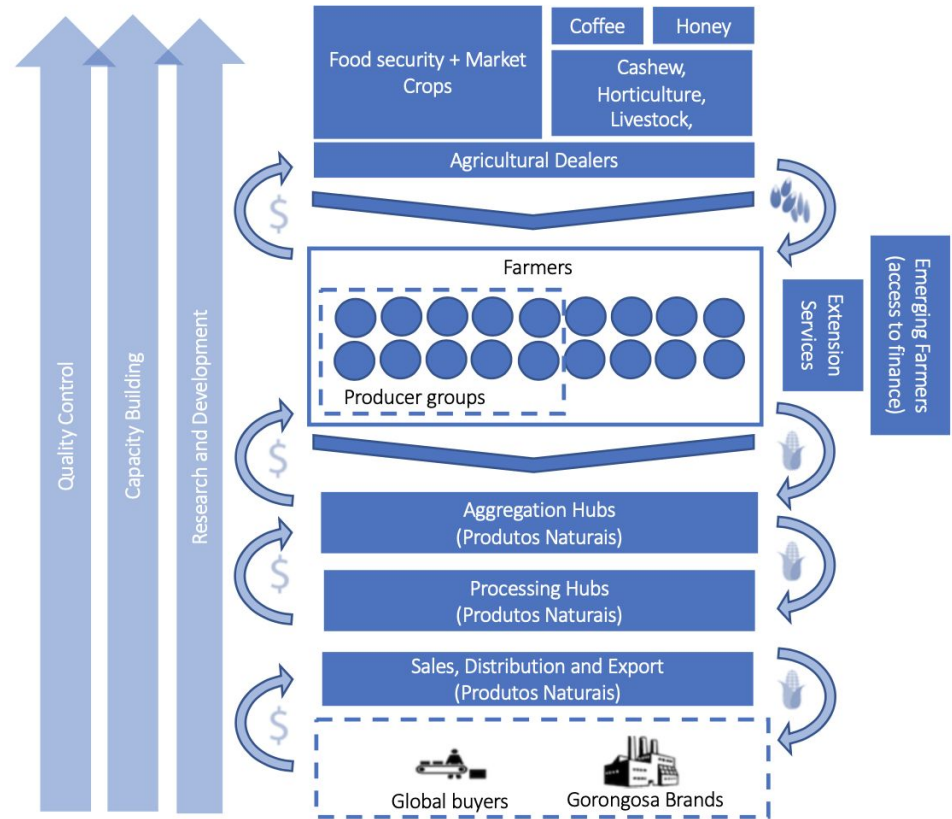 Food security + Market
Crops
Coffee
Honey
Cashew,
Horticulture,
Livestock,
Agricultural Dealers
$
Farmers
Producer groups
Extension
Services
Emerging Farmers
(access to finance)
Quality Control
Capacity Building
Research and Development
$
Aggregation Hubs
(Produtos Naturais)
$
Processing Hubs
(Produtos Naturais)
Sales, Distribution and Export
(Produtos Naturais)
$
Global buyers
Gorongosa Brands